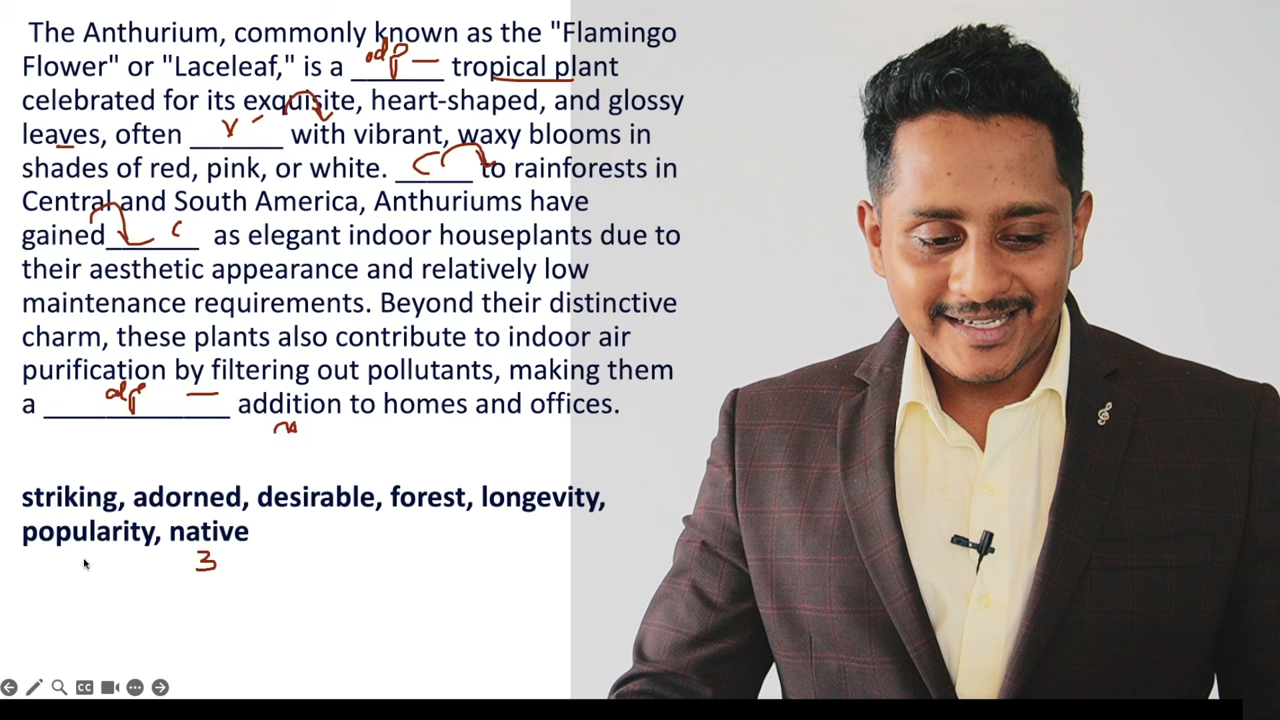 The Anthurium, commonly known as the "Flamingo
Flower" or "Laceleaf," is a ______ tropical plant
celebrated for its exquisite, heart-shaped, and glossy
leaves, often ______ with vibrant, waxy blooms in
shades of red, pink, or white. _____ to rainforests in
Central and South America, Anthuriums have
gained______ as elegant indoor houseplants due to
their aesthetic appearance and relatively low
maintenance requirements. Beyond their distinctive
charm, these plants also contribute to indoor air
purification by filtering out pollutants, making them
a ____________ addition to homes and offices.
striking, adorned, desirable, forest, longevity,
popularity, native
3